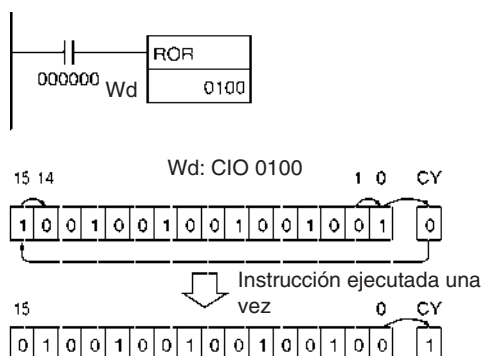 ROR
000000 Wd 0100
Wd: CIO 0100
15 14 1 0 CY
1 0 0 1 0 0 1 0 0 1 0 0 1 0 0 1 0
Instrucción ejecutada una
vez
15 0 CY
0 1 0 0 1 0 0 1 0 0 1 0 0 1 0 0 1